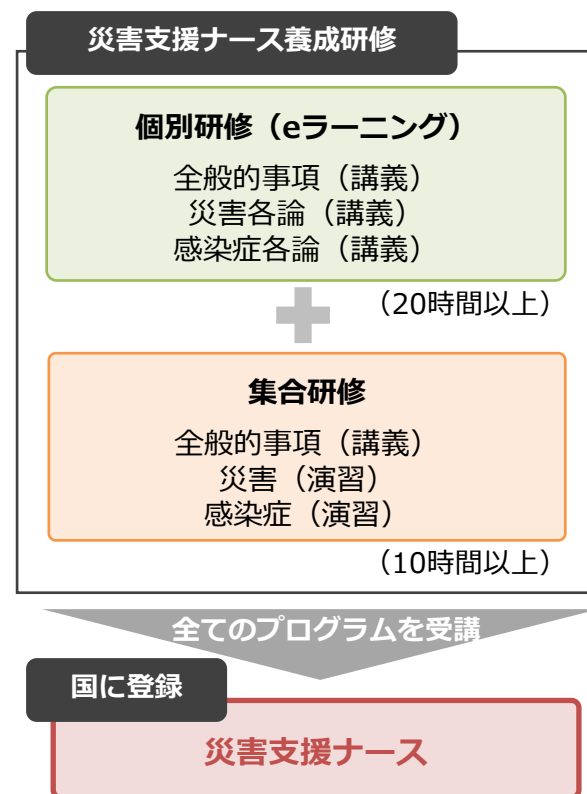 災害支援ナース養成研修
個別研修（eラーニング）
全般的事項（講義）
災害各論（講義）
感染症各論（講義）
（20時間以上）
集合研修
全般的事項（講義）
災害（演習）
感染症（演習）
（10時間以上）
全てのプログラムを受講
国に登録
災害支援ナース